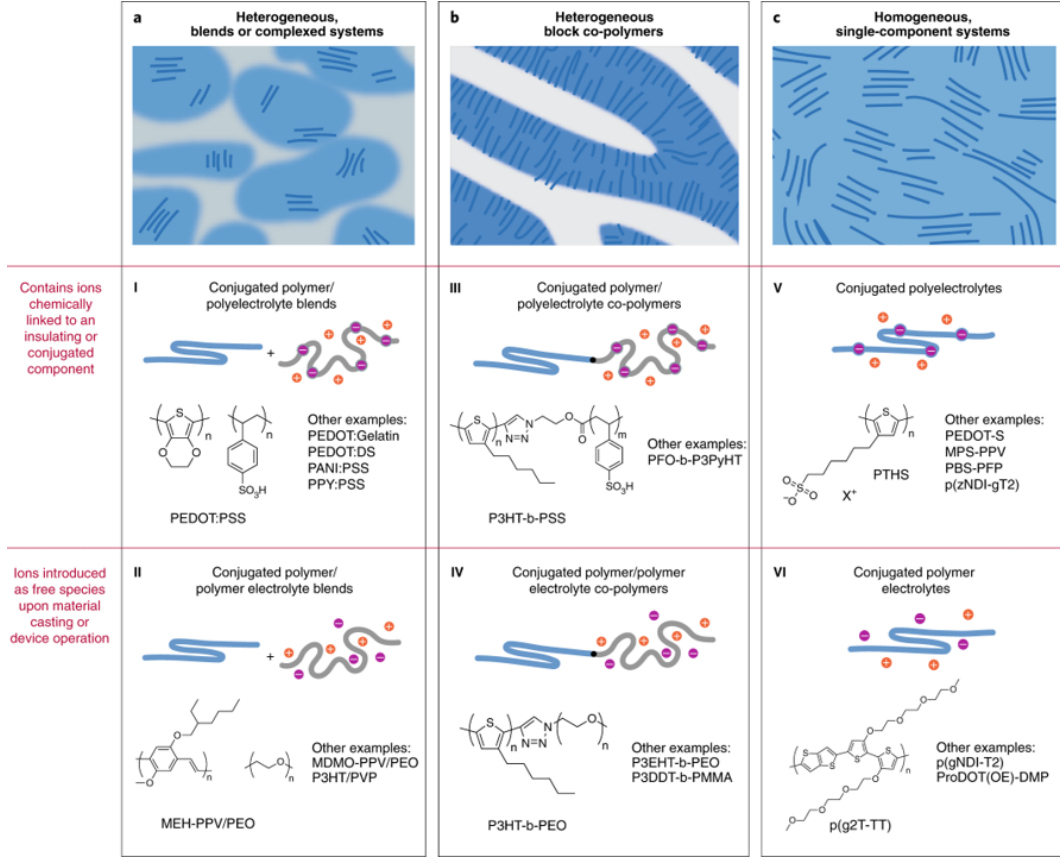 a
Heterogeneous,
blends or complexed systems
b
Heterogeneous
block co-polymers
c
Homogeneous,
single-component systems
Contains ions
chemically
linked to an
insulating or
conjugated
component
I
Conjugated polymer/
polyelectrolyte blends
+
S
O
O
n
n
SO₃H
PEDOT:PSS
Other examples:
PEDOT:Gelatin
PEDOT:DS
PANI:PSS
PPY:PSS
III
Conjugated polymer/
polyelectrolyte co-polymers
S
n
N
N=N
O
O
m
SO₃H
P3HT-b-PSS
Other examples:
PFO-b-P3PyHT
V
Conjugated polyelectrolytes
S
n
O
S
O
⁻O
X⁺
PTHS
Other examples:
PEDOT-S
MPS-PPV
PBS-PFP
p(zNDI-gT2)
Ions introduced
as free species
upon material
casting or
device operation
II
Conjugated polymer/
polymer electrolyte blends
+
O
O
n
O
n
MEH-PPV/PEO
Other examples:
MDMO-PPV/PEO
P3HT/PVP
IV
Conjugated polymer/polymer
electrolyte co-polymers
S
n
N
N=N
O
n
P3HT-b-PEO
Other examples:
P3EHT-b-PEO
P3DDT-b-PMMA
VI
Conjugated polymer
electrolytes
O
O
O
O
S
S
S
S
n
O
O
O
O
p(g2T-TT)
Other examples:
p(gNDI-T2)
ProDOT(OE)-DMP